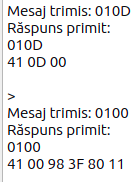 Mesaj trimis: 010D
Răspuns primit:
010D
41 0D 00

>
Mesaj trimis: 0100
Răspuns primit:
0100
41 00 98 3F 80 11